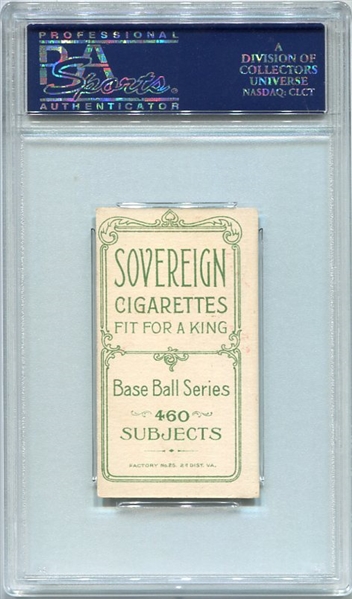 PROFESSIONAL
PSA
Sports
AUTHENTICATOR
A
DIVISION OF
COLLECTORS
UNIVERSE
NASDAQ: CLCT
SOVEREIGN
CIGARETTES
FIT FOR A KING
Base Ball Series
460
SUBJECTS
FACTORY No 25. 2D DIST. VA.